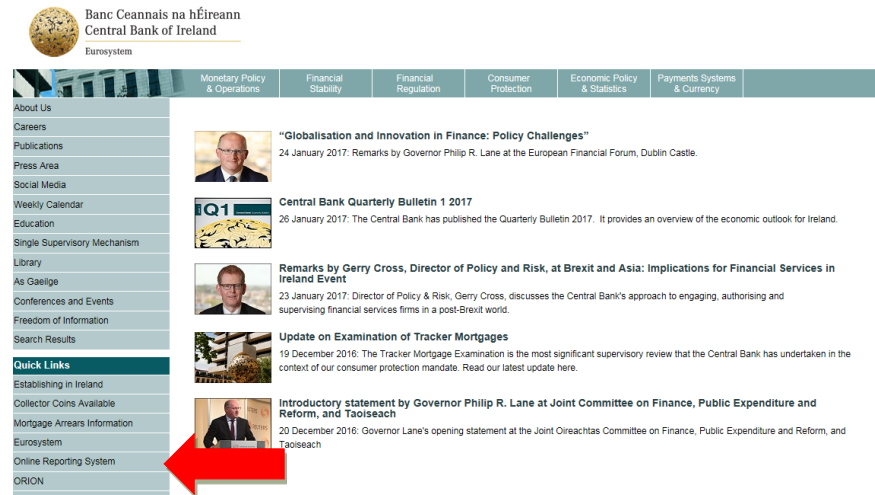 Banc Ceannais na hÉireann
Central Bank of Ireland
Eurosystem
Monetary Policy
& Operations
Financial
Stability
Financial
Regulation
Consumer
Protection
Economic Policy
& Statistics
Payments Systems
& Currency
About Us
Careers
Publications
Press Area
Social Media
Weekly Calendar
Education
Single Supervisory Mechanism
Library
As Gaeilge
Conferences and Events
Freedom of Information
Search Results
Quick Links
Establishing in Ireland
Collector Coins Available
Mortgage Arrears Information
Eurosystem
Online Reporting System
ORION
“Globalisation and Innovation in Finance: Policy Challenges”
24 January 2017: Remarks by Governor Philip R. Lane at the European Financial Forum, Dublin Castle.
Q1
Central Bank Quarterly Bulletin 1 2017
26 January 2017: The Central Bank has published the Quarterly Bulletin 2017. It provides an overview of the economic outlook for Ireland.
Remarks by Gerry Cross, Director of Policy and Risk, at Brexit and Asia: Implications for Financial Services in
Ireland Event
23 January 2017: Director of Policy & Risk, Gerry Cross, discusses the Central Bank's approach to engaging, authorising and
supervising financial services firms in a post-Brexit world.
Update on Examination of Tracker Mortgages
19 December 2016: The Tracker Mortgage Examination is the most significant supervisory review that the Central Bank has undertaken in the
context of our consumer protection mandate. Read our latest update here.
Introductory statement by Governor Philip R. Lane at Joint Committee on Finance, Public Expenditure and
Reform, and Taoiseach
20 December 2016: Governor Lane's opening statement at the Joint Oireachtas Committee on Finance, Public Expenditure and Reform, and
Taoiseach